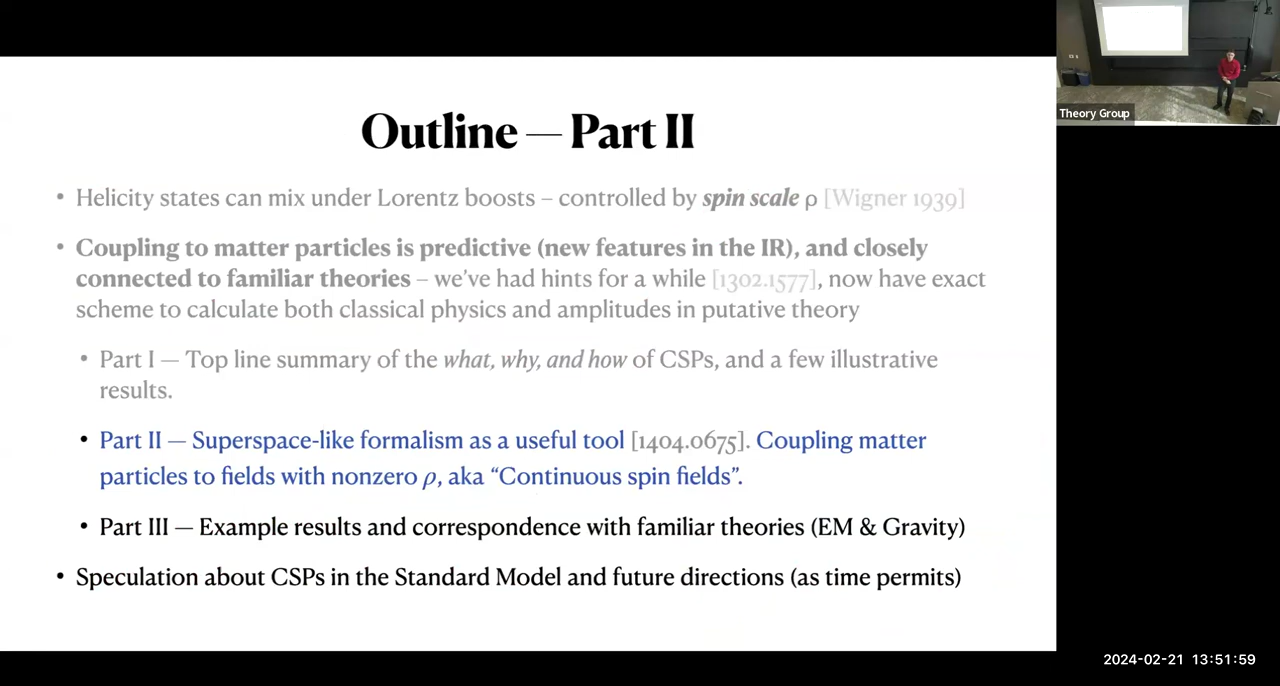 Outline — Part II
• Helicity states can mix under Lorentz boosts – controlled by spin scale ρ [Wigner 1939]
• Coupling to matter particles is predictive (new features in the IR), and closely
connected to familiar theories – we've had hints for a while [1302.1577], now have exact
scheme to calculate both classical physics and amplitudes in putative theory
• Part I — Top line summary of the what, why, and how of CSPs, and a few illustrative
results.
• Part II — Superspace-like formalism as a useful tool [1404.0675]. Coupling matter
particles to fields with nonzero ρ, aka “Continuous spin fields”.
• Part III — Example results and correspondence with familiar theories (EM & Gravity)
• Speculation about CSPs in the Standard Model and future directions (as time permits)
Theory Group
2024-02-21 13:51:59